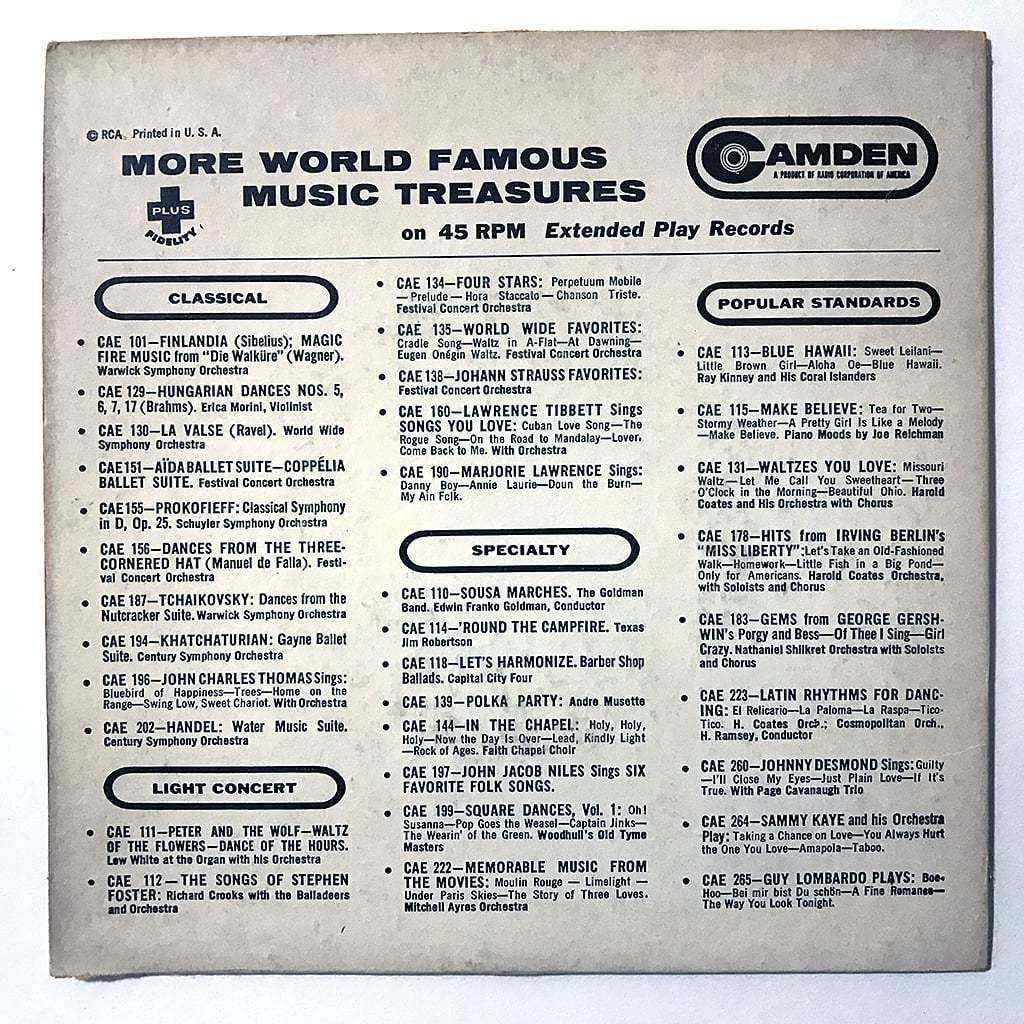 © RCA Printed in U. S. A.
MORE WORLD FAMOUS
MUSIC TREASURES
PLUS
FIDELITY
on 45 RPM Extended Play Records
CAMDEN
A PRODUCT OF RADIO CORPORATION OF AMERICA
CLASSICAL
• CAE 101—FINLANDIA (Sibelius); MAGIC
FIRE MUSIC from "Die Walküre" (Wagner).
Warwick Symphony Orchestra
• CAE 129—HUNGARIAN DANCES NOS. 5,
6, 7, 17 (Brahms). Erica Morini, Violinist
• CAE 130—LA VALSE (Ravel). World Wide
Symphony Orchestra
• CAE 151—AÏDA BALLET SUITE—COPPÉLIA
BALLET SUITE. Festival Concert Orchestra
• CAE 155—PROKOFIEFF: Classical Symphony
in D, Op. 25. Schuyler Symphony Orchestra
• CAE 156—DANCES FROM THE THREE-
CORNERED HAT (Manuel de Falla). Festi-
val Concert Orchestra
• CAE 187—TCHAIKOVSKY: Dances from the
Nutcracker Suite. Warwick Symphony Orchestra
• CAE 194—KHATCHATURIAN: Gayne Ballet
Suite. Century Symphony Orchestra
• CAE 196—JOHN CHARLES THOMAS Sings:
Bluebird of Happiness—Trees—Home on the
Range—Swing Low, Sweet Chariot. With Orchestra
• CAE 202—HANDEL: Water Music Suite.
Century Symphony Orchestra
LIGHT CONCERT
• CAE 111—PETER AND THE WOLF—WALTZ
OF THE FLOWERS—DANCE OF THE HOURS.
Lew White at the Organ with his Orchestra
• CAE 112—THE SONGS OF STEPHEN
FOSTER: Richard Crooks with the Balladeers
and Orchestra
• CAE 134—FOUR STARS: Perpetuum Mobile
—Prelude—Hora Staccato—Chanson Triste.
Festival Concert Orchestra
• CAE 135—WORLD WIDE FAVORITES:
Cradle Song—Waltz in A-Flat—At Dawning—
Eugen Onégin Waltz. Festival Concert Orchestra
• CAE 138—JOHANN STRAUSS FAVORITES:
Festival Concert Orchestra
• CAE 160—LAWRENCE TIBBETT Sings
SONGS YOU LOVE: Cuban Love Song—The
Rogue Song—On the Road to Mandalay—Lover,
Come Back to Me. With Orchestra
• CAE 190—MARJORIE LAWRENCE Sings:
Danny Boy—Annie Laurie—Doun the Burn—
My Ain Folk.
SPECIALTY
• CAE 110—SOUSA MARCHES. The Goldman
Band. Edwin Franko Goldman, Conductor
• CAE 114—'ROUND THE CAMPFIRE. Texas
Jim Robertson
• CAE 118—LET'S HARMONIZE. Barber Shop
Ballads. Capital City Four
• CAE 139—POLKA PARTY: Andre Musette
• CAE 144—IN THE CHAPEL: Holy, Holy,
Holy—Now the Day Is Over—Lead, Kindly Light
—Rock of Ages. Faith Chapel Choir
• CAE 197—JOHN JACOB NILES Sings SIX
FAVORITE FOLK SONGS.
• CAE 199—SQUARE DANCES, Vol. 1: Oh!
Susanna—Pop Goes the Weasel—Captain Jinks—
The Wearin' of the Green. Woodhull's Old Tyme
Masters
• CAE 222—MEMORABLE MUSIC FROM
THE MOVIES: Moulin Rouge — Limelight —
Under Paris Skies—The Story of Three Loves.
Mitchell Ayres Orchestra
POPULAR STANDARDS
• CAE 113—BLUE HAWAII: Sweet Leilani—
Little Brown Girl—Aloha Oe—Blue Hawaii.
Ray Kinney and His Coral Islanders
• CAE 115—MAKE BELIEVE: Tea for Two—
Stormy Weather—A Pretty Girl Is Like a Melody
—Make Believe. Piano Moods by Joe Reichman
• CAE 131—WALTZES YOU LOVE: Missouri
Waltz—Let Me Call You Sweetheart—Three
O'Clock in the Morning—Beautiful Ohio. Harold
Coates and His Orchestra with Chorus
• CAE 178—HITS from IRVING BERLIN's
"MISS LIBERTY": Let's Take an Old-Fashioned
Walk—Homework—Little Fish in a Big Pond—
Only for Americans. Harold Coates Orchestra,
with Soloists and Chorus
• CAE 183—GEMS from GEORGE GERSH-
WIN's Porgy and Bess—Of Thee I Sing—Girl
Crazy. Nathaniel Shilkret Orchestra with Soloists
and Chorus
• CAE 223—LATIN RHYTHMS FOR DANC-
ING: El Relicario—La Paloma—La Raspa—Tico-
Tico. H. Coates Orch.; Cosmopolitan Orch.,
H. Ramsey, Conductor
• CAE 260—JOHNNY DESMOND Sings: Guilty
—I'll Close My Eyes—Just Plain Love—If It's
True. With Page Cavanaugh Trio
• CAE 264—SAMMY KAYE and his Orchestra
Play: Taking a Chance on Love—You Always Hurt
the One You Love—Amapola—Taboo.
• CAE 265—GUY LOMBARDO PLAYS: Boo-
Hoo—Bei mir bist Du schön—A Fine Romance—
The Way You Look Tonight.